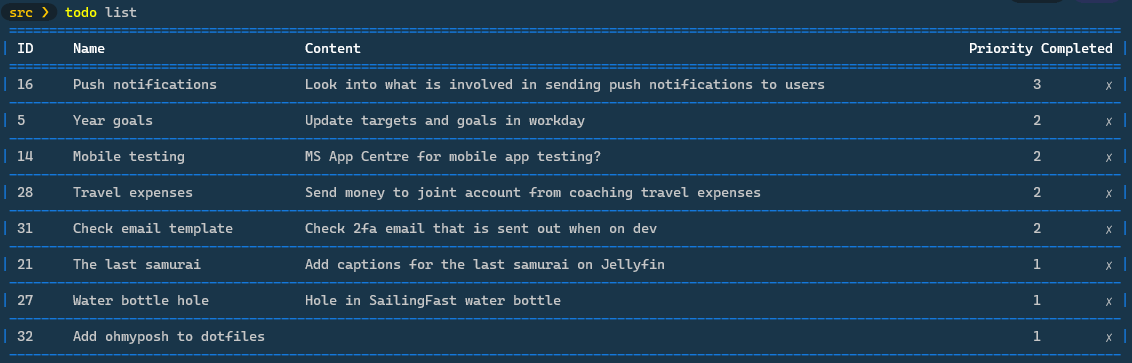 src ❯ todo list
ID Name Content Priority Completed
16 Push notifications Look into what is involved in sending push notifications to users 3 ✗
5 Year goals Update targets and goals in workday 2 ✗
14 Mobile testing MS App Centre for mobile app testing? 2 ✗
28 Travel expenses Send money to joint account from coaching travel expenses 2 ✗
31 Check email template Check 2fa email that is sent out when on dev 2 ✗
21 The last samurai Add captions for the last samurai on Jellyfin 1 ✗
27 Water bottle hole Hole in SailingFast water bottle 1 ✗
32 Add ohmyposh to dotfiles 1 ✗